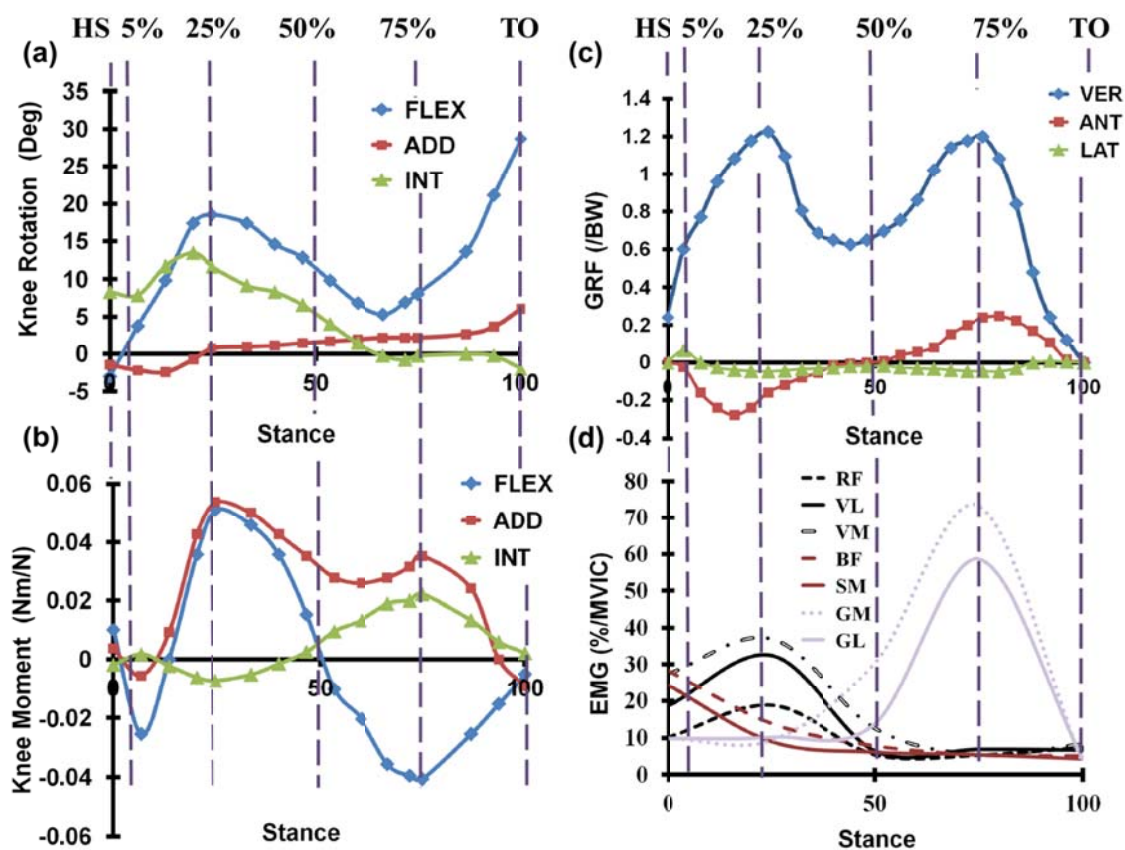 HS 5% 25% 50% 75% TO
(a)
Knee Rotation (Deg)
35
30
25
20
15
10
5
0
-5
FLEX
ADD
INT
0 50 100
Stance
(b)
Knee Moment (Nm/N)
0.06
0.04
0.02
0
-0.02
-0.04
-0.06
FLEX
ADD
INT
0 50 100
Stance
HS 5% 25% 50% 75% TO
(c)
GRF (/BW)
1.4
1.2
1
0.8
0.6
0.4
0.2
0
-0.2
-0.4
VER
ANT
LAT
0 50 100
Stance
(d)
EMG (%/MVIC)
80
70
60
50
40
30
20
10
0
RF
VL
VM
BF
SM
GM
GL
0 50 100
Stance